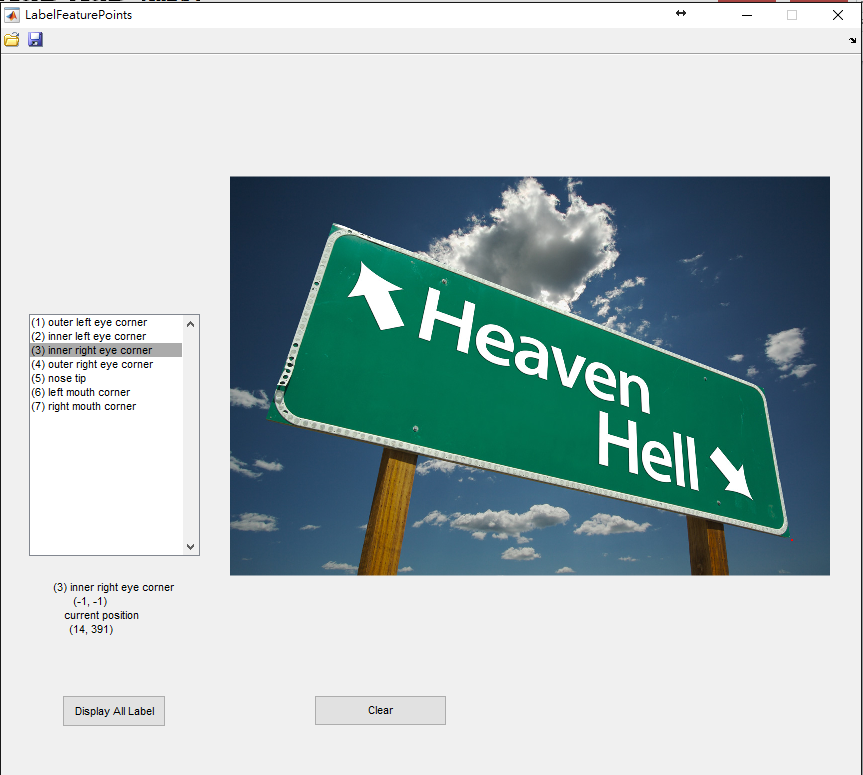 LabelFeaturePoints
(1) outer left eye corner
(2) inner left eye corner
(3) inner right eye corner
(4) outer right eye corner
(5) nose tip
(6) left mouth corner
(7) right mouth corner
Heaven
Hell
(3) inner right eye corner
(-1, -1)
current position
(14, 391)
Display All Label
Clear